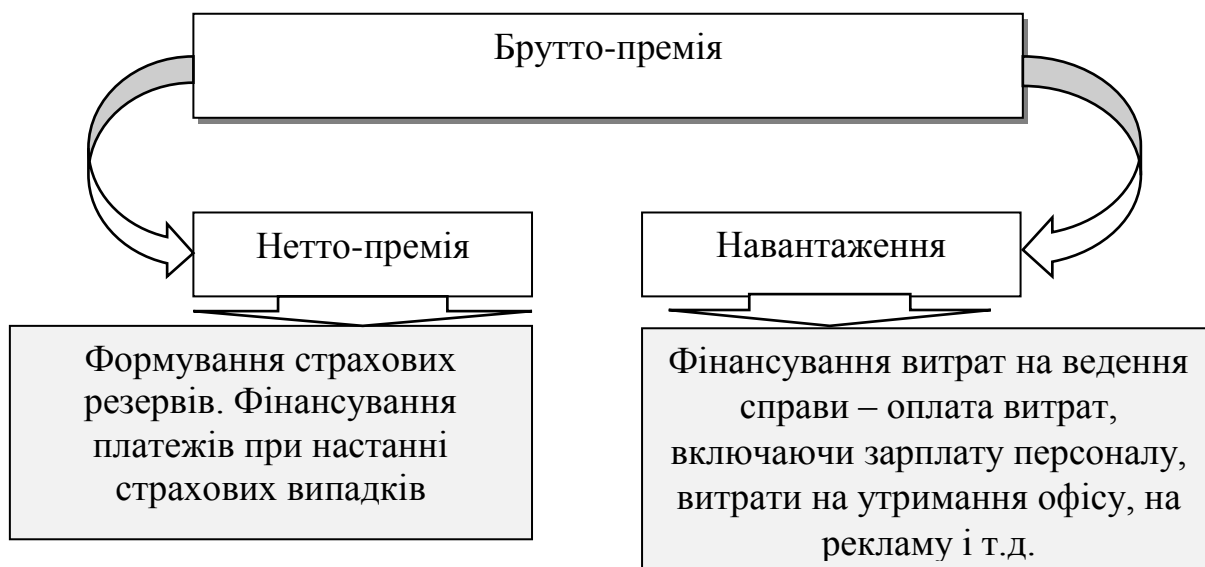 Брутто-премія
Нетто-премія
Навантаження
Формування страхових
резервів. Фінансування
платежів при настанні
страхових випадків
Фінансування витрат на ведення
справи – оплата витрат,
включаючи зарплату персоналу,
витрати на утримання офісу, на
рекламу і т.д.